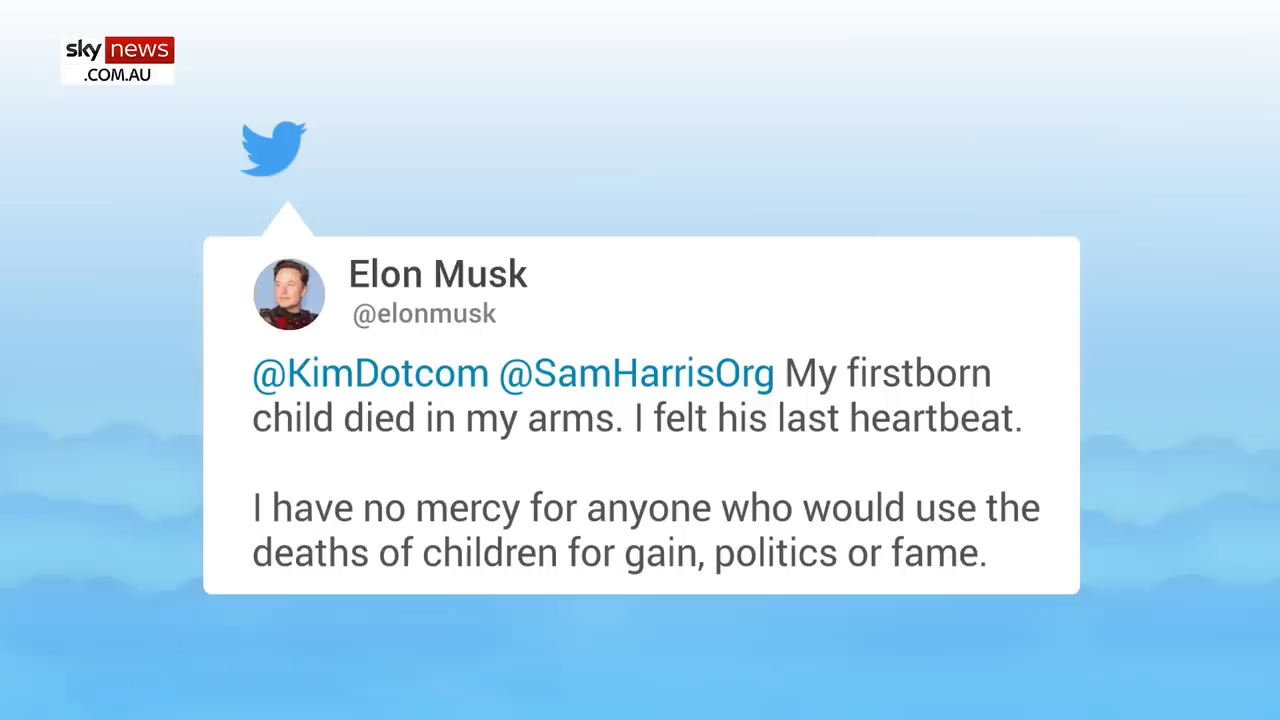 sky news
.COM.AU
Elon Musk
@elonmusk
@KimDotcom @SamHarrisOrg My firstborn
child died in my arms. I felt his last heartbeat.
I have no mercy for anyone who would use the
deaths of children for gain, politics or fame.